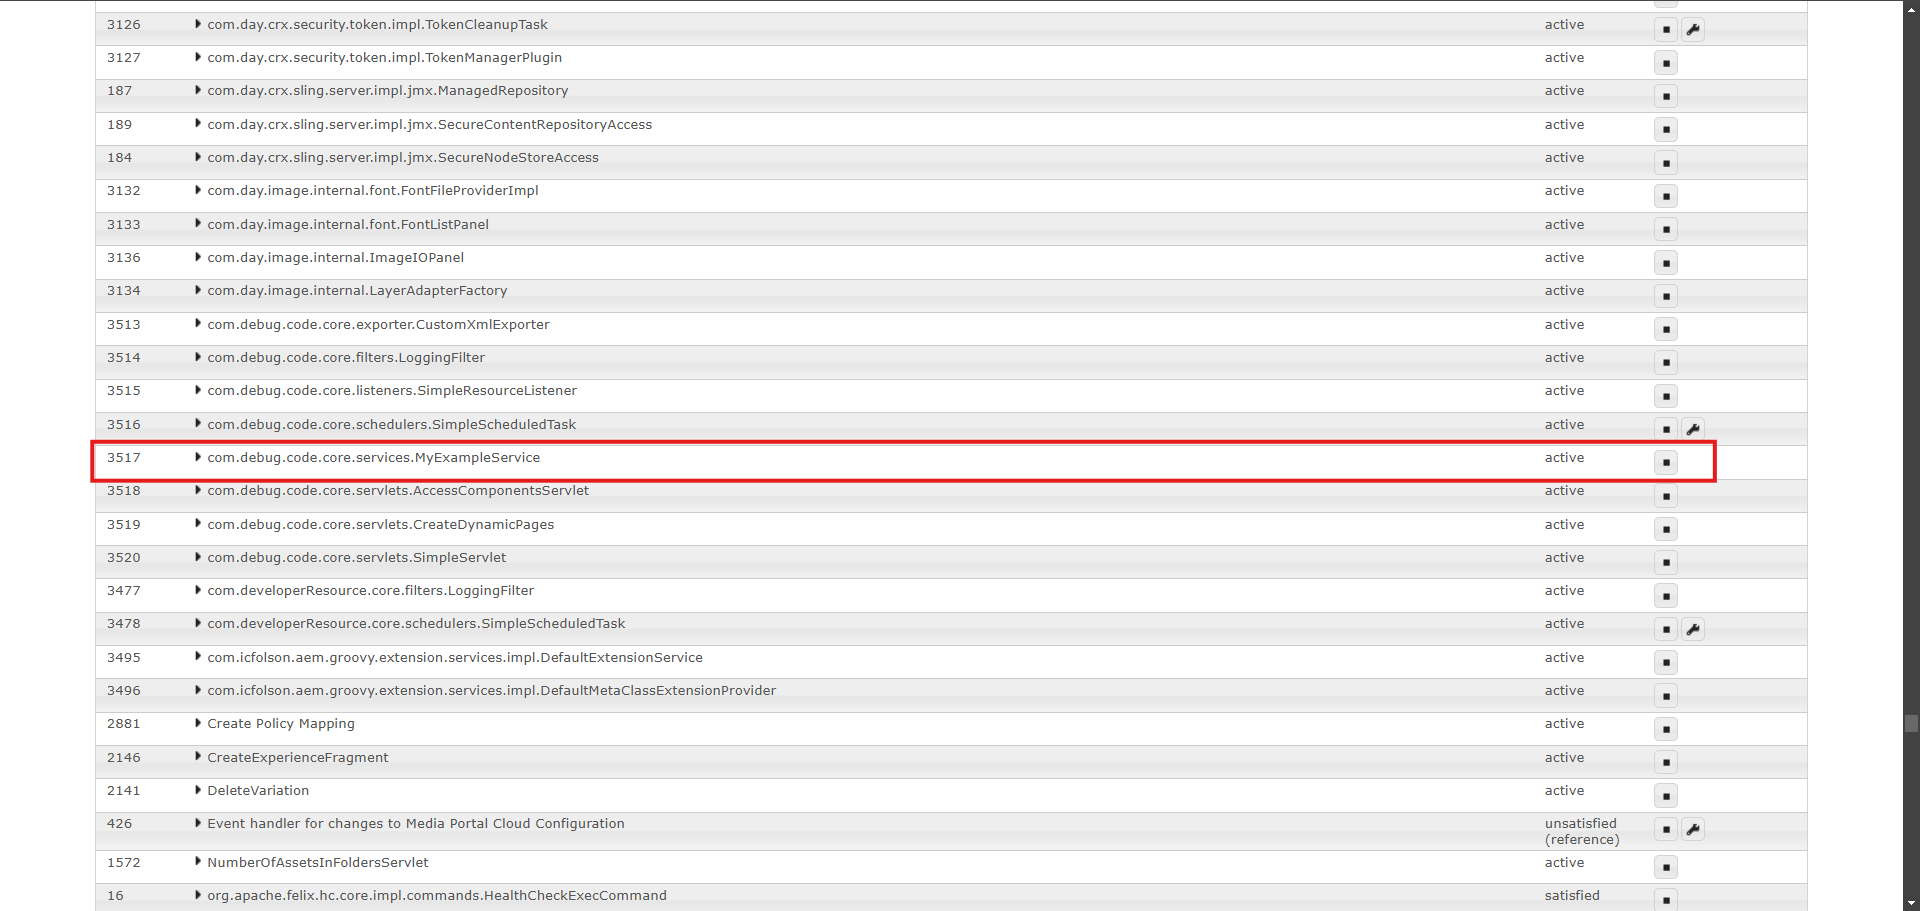 3126 com.day.crx.security.token.impl.TokenCleanupTask active
3127 com.day.crx.security.token.impl.TokenManagerPlugin active
187 com.day.crx.sling.server.impl.jmx.ManagedRepository active
189 com.day.crx.sling.server.impl.jmx.SecureContentRepositoryAccess active
184 com.day.crx.sling.server.impl.jmx.SecureNodeStoreAccess active
3132 com.day.image.internal.font.FontFileProviderImpl active
3133 com.day.image.internal.font.FontListPanel active
3136 com.day.image.internal.ImageIOPanel active
3134 com.day.image.internal.LayerAdapterFactory active
3513 com.debug.code.core.exporter.CustomXmlExporter active
3514 com.debug.code.core.filters.LoggingFilter active
3515 com.debug.code.core.listeners.SimpleResourceListener active
3516 com.debug.code.core.schedulers.SimpleScheduledTask active
3517 com.debug.code.core.services.MyExampleService active
3518 com.debug.code.core.servlets.AccessComponentsServlet active
3519 com.debug.code.core.servlets.CreateDynamicPages active
3520 com.debug.code.core.servlets.SimpleServlet active
3477 com.developerResource.core.filters.LoggingFilter active
3478 com.developerResource.core.schedulers.SimpleScheduledTask active
3495 com.icfolson.aem.groovy.extension.services.impl.DefaultExtensionService active
3496 com.icfolson.aem.groovy.extension.services.impl.DefaultMetaClassExtensionProvider active
2881 Create Policy Mapping active
2146 CreateExperienceFragment active
2141 DeleteVariation active
426 Event handler for changes to Media Portal Cloud Configuration unsatisfied
(reference)
1572 NumberOfAssetsInFoldersServlet active
16 org.apache.felix.hc.core.impl.commands.HealthCheckExecCommand satisfied